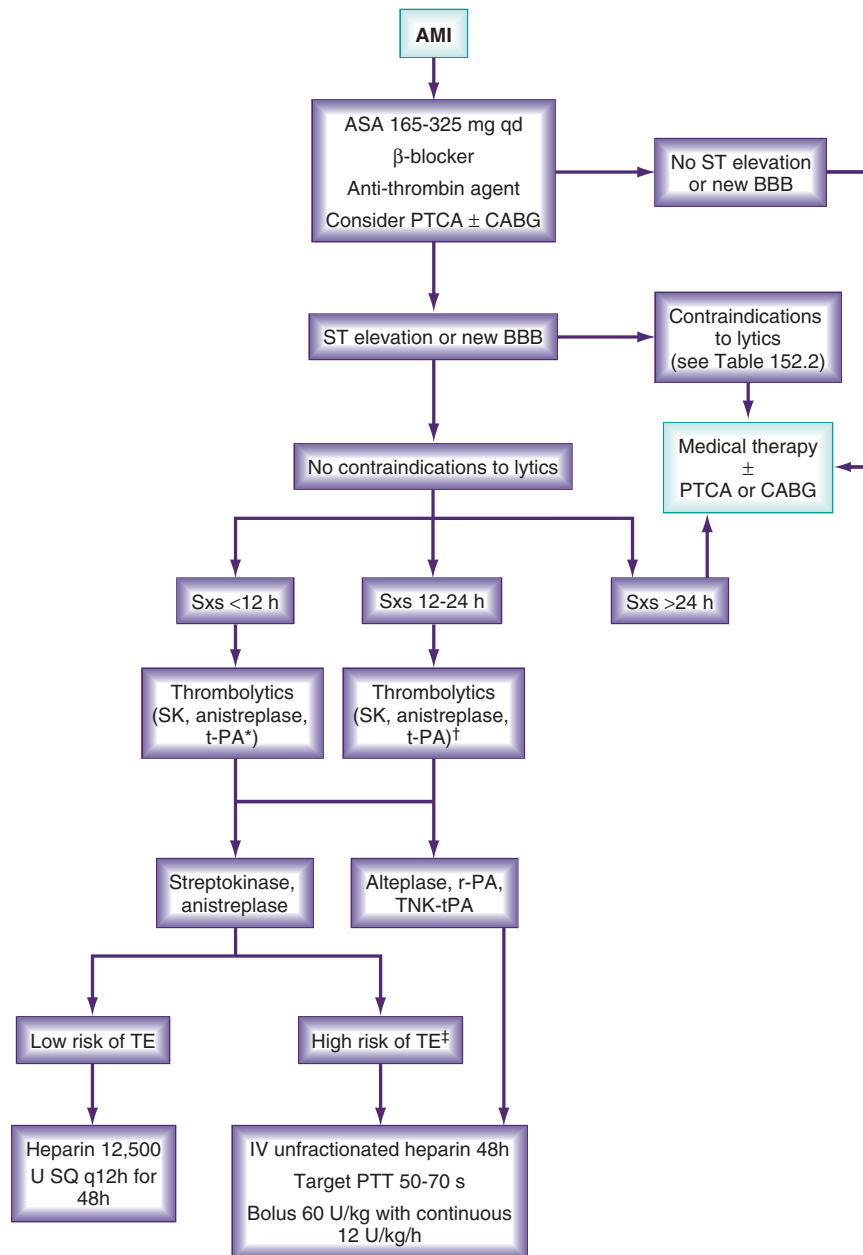 AMI
ASA 165-325 mg qd
β-blocker
Anti-thrombin agent
Consider PTCA ± CABG
No ST elevation
or new BBB
ST elevation or new BBB
Contraindications
to lytics
(see Table 152.2)
No contraindications to lytics
Medical therapy
±
PTCA or CABG
Sxs <12 h
Sxs 12-24 h
Sxs >24 h
Thrombolytics
(SK, anistreplase,
t-PA*)
Thrombolytics
(SK, anistreplase,
t-PA)†
Streptokinase,
anistreplase
Alteplase, r-PA,
TNK-tPA
Low risk of TE
High risk of TE‡
Heparin 12,500
U SQ q12h for
48h
IV unfractionated heparin 48h
Target PTT 50-70 s
Bolus 60 U/kg with continuous
12 U/kg/h